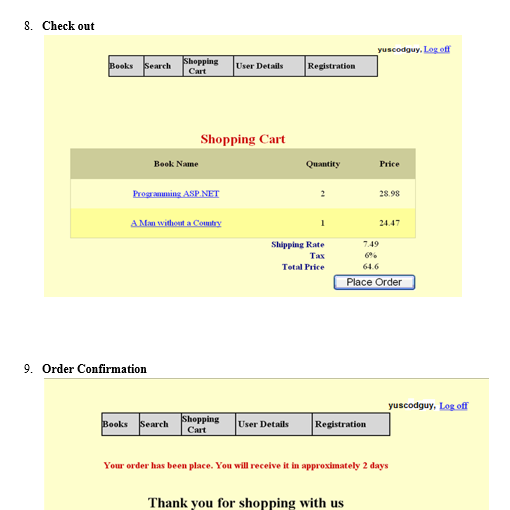 8. Check out
yuscodguy, Log off
Books Search Shopping Cart User Details Registration
Shopping Cart
Book Name Quantity Price
Programming ASP.NET 2 28.98
A Man without a Country 1 24.47
Shipping Rate 7.49
Tax 6%
Total Price 64.6
Place Order
9. Order Confirmation
yuscodguy, Log off
Books Search Shopping Cart User Details Registration
Your order has been place. You will receive it in approximately 2 days
Thank you for shopping with us